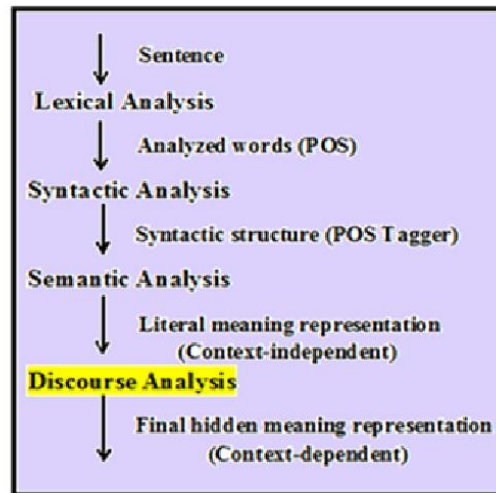 Sentence
Lexical Analysis
Analyzed words (POS)
Syntactic Analysis
Syntactic structure (POS Tagger)
Semantic Analysis
Literal meaning representation
(Context-independent)
Discourse Analysis
Final hidden meaning representation
(Context-dependent)